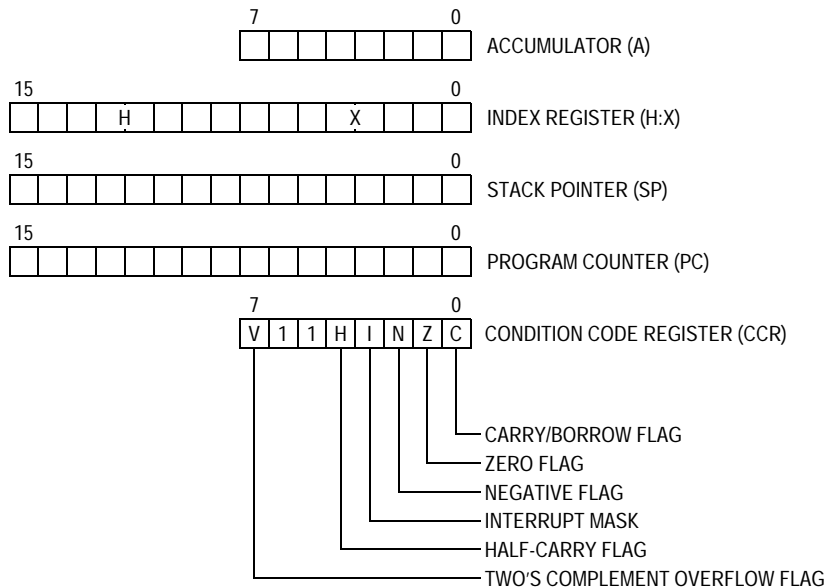 7 0
ACCUMULATOR (A)
15 0
H X INDEX REGISTER (H:X)
15 0
STACK POINTER (SP)
15 0
PROGRAM COUNTER (PC)
7 0
V 1 1 H I N Z C CONDITION CODE REGISTER (CCR)
CARRY/BORROW FLAG
ZERO FLAG
NEGATIVE FLAG
INTERRUPT MASK
HALF-CARRY FLAG
TWO'S COMPLEMENT OVERFLOW FLAG